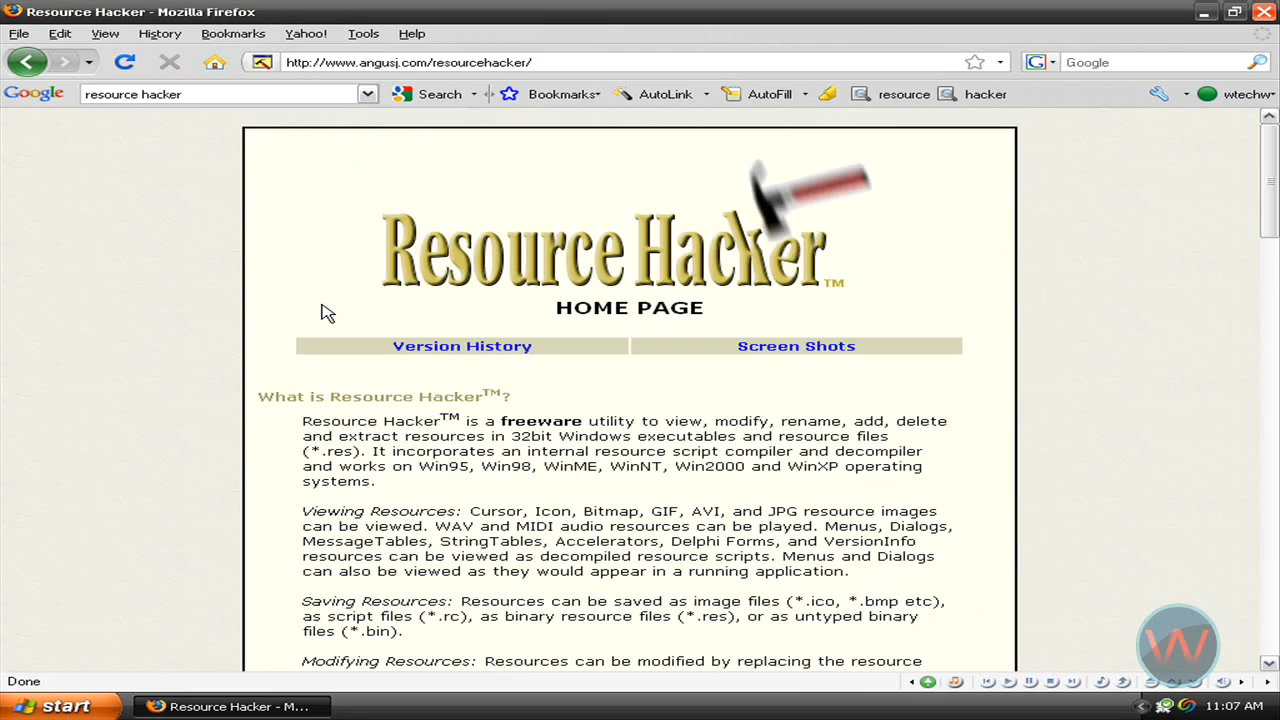 Resource Hacker - Mozilla Firefox
File Edit View History Bookmarks Yahoo! Tools Help
http://www.angusj.com/resourcehacker/ G Google
Google resource hacker Search Bookmarks AutoLink AutoFill resource hacker wtechw
Resource Hacker TM
HOME PAGE
Version History Screen Shots
What is Resource Hacker™?
Resource Hacker™ is a freeware utility to view, modify, rename, add, delete
and extract resources in 32bit Windows executables and resource files
(*.res). It incorporates an internal resource script compiler and decompiler
and works on Win95, Win98, WinME, WinNT, Win2000 and WinXP operating
systems.
Viewing Resources: Cursor, Icon, Bitmap, GIF, AVI, and JPG resource images
can be viewed. WAV and MIDI audio resources can be played. Menus, Dialogs,
MessageTables, StringTables, Accelerators, Delphi Forms, and VersionInfo
resources can be viewed as decompiled resource scripts. Menus and Dialogs
can also be viewed as they would appear in a running application.
Saving Resources: Resources can be saved as image files (*.ico, *.bmp etc),
as script files (*.rc), as binary resource files (*.res), or as untyped binary
files (*.bin).
Modifying Resources: Resources can be modified by replacing the resource
W
Done
start Resource Hacker - M... 11:07 AM